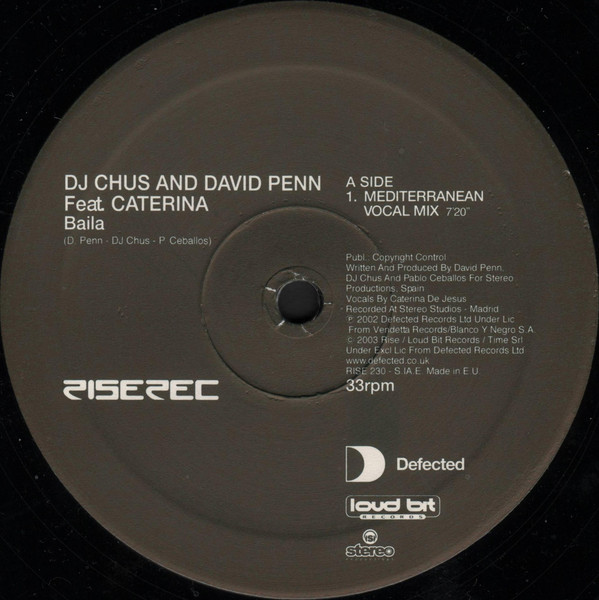 DJ CHUS AND DAVID PENN
Feat. CATERINA
Baila
(D. Penn - DJ Chus - P. Ceballos)
RISEREC
A SIDE
1. MEDITERRANEAN
VOCAL MIX 7'20"
Publ.: Copyright Control
Written And Produced By David Penn,
DJ Chus And Pablo Ceballos For Stereo
Productions, Spain
Vocals By Caterina De Jesus
Recorded At Stereo Studios - Madrid
℗ 2002 Defected Records Ltd Under Lic
From Vendetta Records/Blanco Y Negro S.A.
© 2003 Rise / Loud Bit Records / Time Srl
Under Excl Lic From Defected Records Ltd
www.defected.co.uk
RISE 230 - S.I.A.E. Made in E.U.
33rpm
Defected
loud bit
RECORDS
stereo